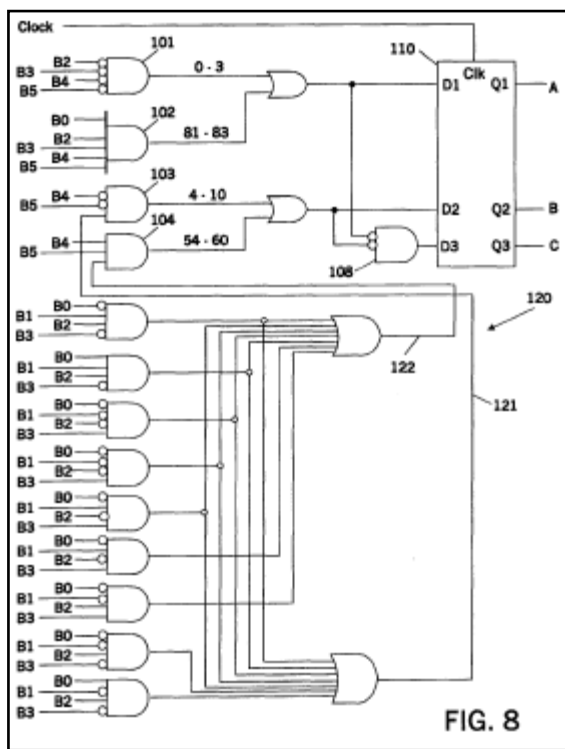 Clock
101
110
Clk
B2
B3
B4
B5
0 - 3
D1
Q1
A
102
B0
B2
B3
B4
B5
81 - 83
103
B4
B5
4 - 10
D2
Q2
B
104
B4
B5
54 - 60
D3
Q3
C
108
B0
B1
B2
B3
120
122
B0
B1
B2
B3
121
B0
B1
B2
B3
B0
B1
B2
B3
B0
B1
B2
B3
B0
B1
B2
B3
B0
B1
B2
B3
B0
B1
B2
B3
B0
B1
B2
B3
FIG. 8